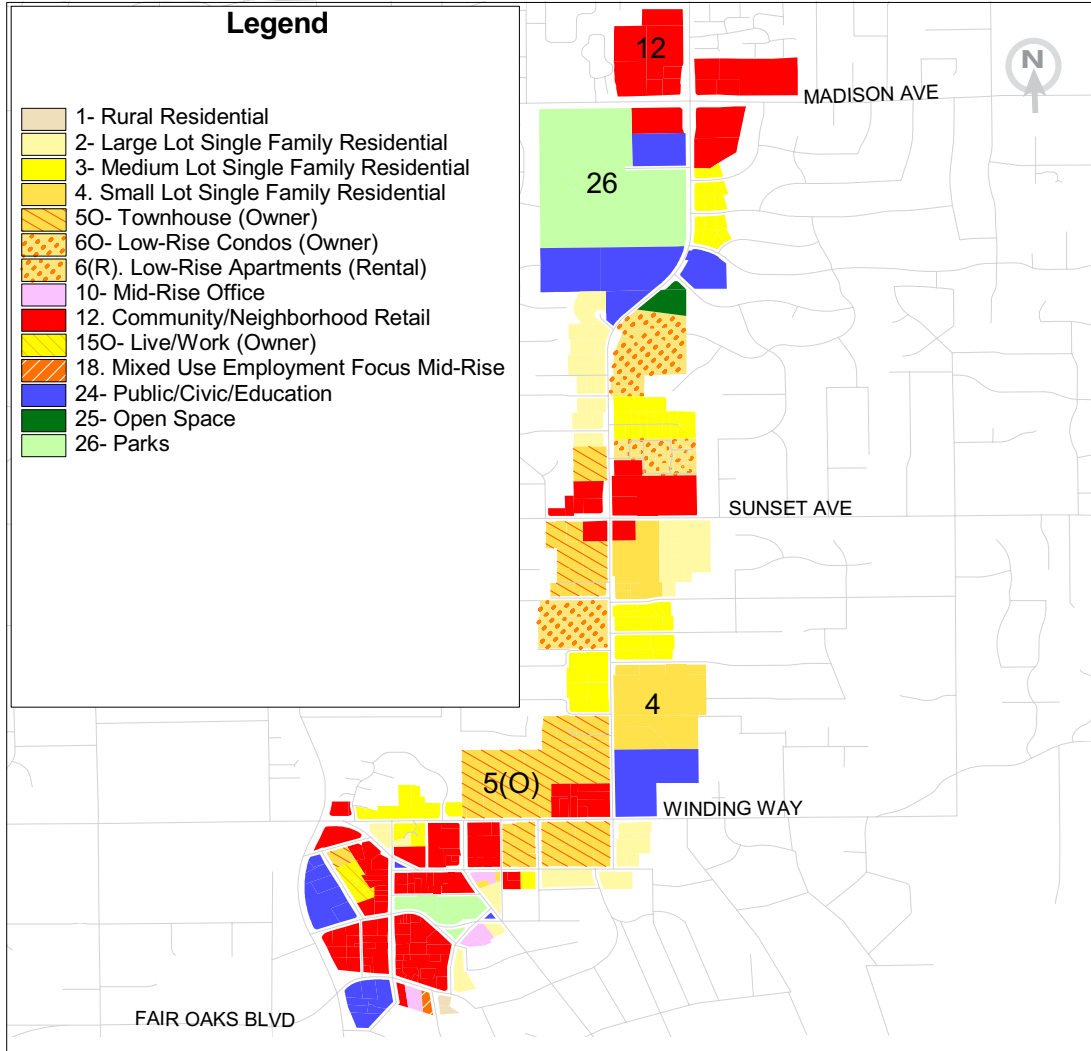 Legend
1- Rural Residential
2- Large Lot Single Family Residential
3- Medium Lot Single Family Residential
4. Small Lot Single Family Residential
5O- Townhouse (Owner)
6O- Low-Rise Condos (Owner)
6(R). Low-Rise Apartments (Rental)
10- Mid-Rise Office
12. Community/Neighborhood Retail
15O- Live/Work (Owner)
18. Mixed Use Employment Focus Mid-Rise
24- Public/Civic/Education
25- Open Space
26- Parks
12
N
MADISON AVE
26
SUNSET AVE
4
5(O)
WINDING WAY
FAIR OAKS BLVD